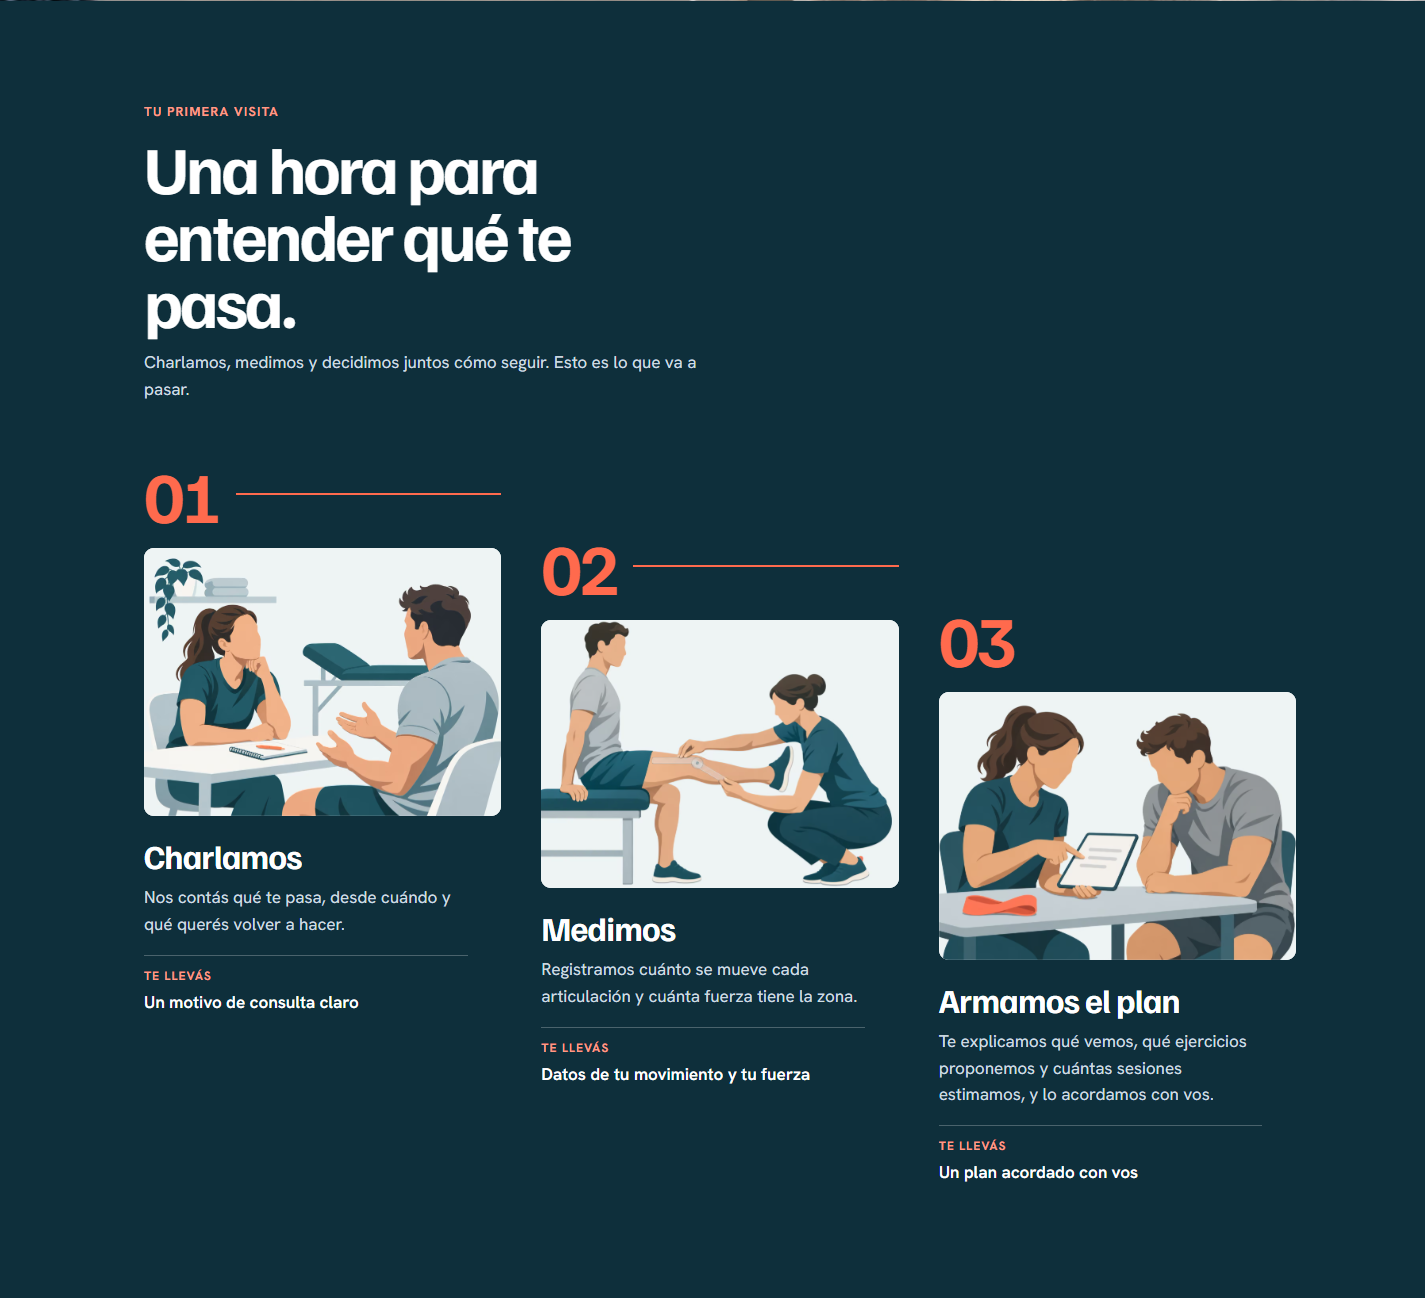 TU PRIMERA VISITA
Una hora para
entender qué te
pasa.
Charlamos, medimos y decidimos juntos cómo seguir. Esto es lo que va a
pasar.
01
Charlamos
Nos contás qué te pasa, desde cuándo y
qué querés volver a hacer.
TE LLEVÁS
Un motivo de consulta claro
02
Medimos
Registramos cuánto se mueve cada
articulación y cuánta fuerza tiene la zona.
TE LLEVÁS
Datos de tu movimiento y tu fuerza
03
Armamos el plan
Te explicamos qué vemos, qué ejercicios
proponemos y cuántas sesiones
estimamos, y lo acordamos con vos.
TE LLEVÁS
Un plan acordado con vos